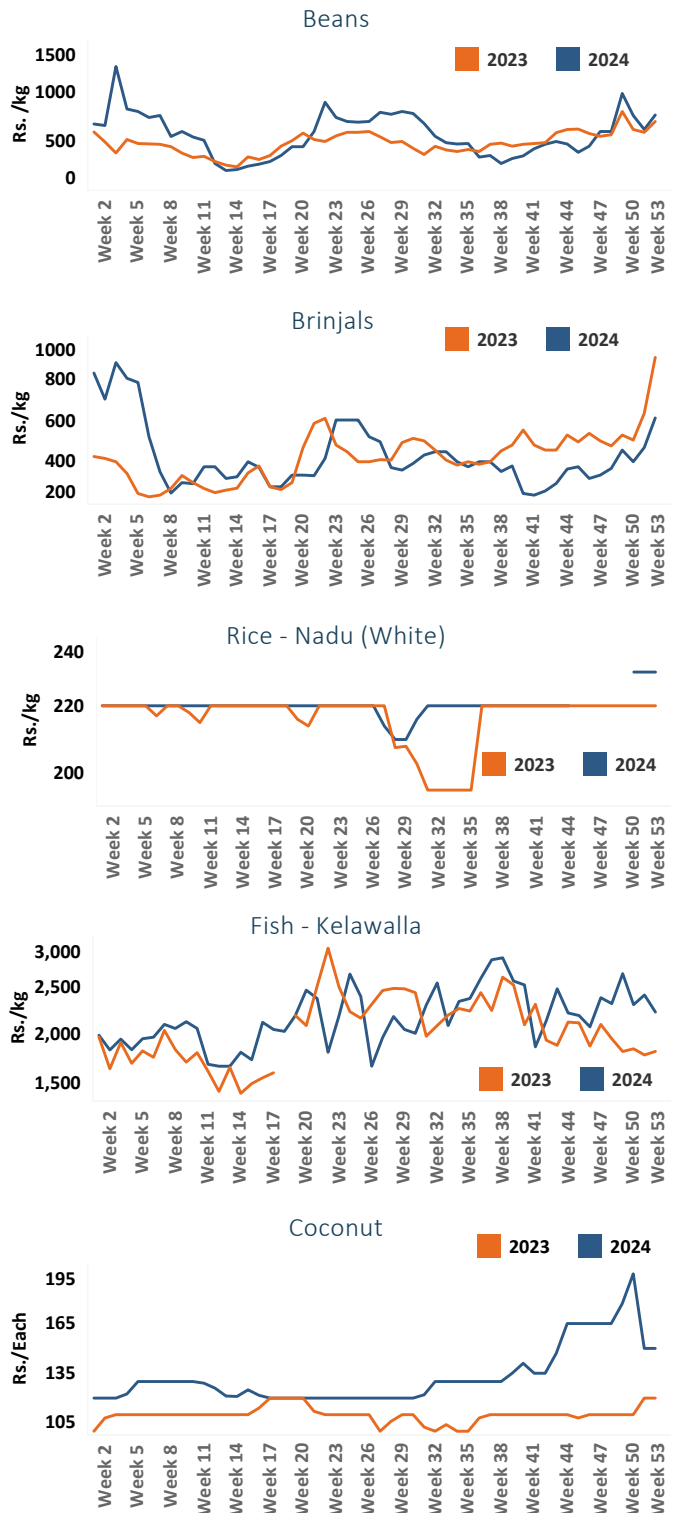 Beans
2023 2024
Rs. /kg
1500
1000
500
0
Week 2 Week 5 Week 8 Week 11 Week 14 Week 17 Week 20 Week 23 Week 26 Week 29 Week 32 Week 35 Week 38 Week 41 Week 44 Week 47 Week 50 Week 53
Brinjals
2023 2024
Rs./kg
1000
800
600
400
200
Week 2 Week 5 Week 8 Week 11 Week 14 Week 17 Week 20 Week 23 Week 26 Week 29 Week 32 Week 35 Week 38 Week 41 Week 44 Week 47 Week 50 Week 53
Rice - Nadu (White)
Rs./kg
240
220
200
2023 2024
Week 2 Week 5 Week 8 Week 11 Week 14 Week 17 Week 20 Week 23 Week 26 Week 29 Week 32 Week 35 Week 38 Week 41 Week 44 Week 47 Week 50 Week 53
Fish - Kelawalla
Rs./kg
3,000
2,500
2,000
1,500
2023 2024
Week 2 Week 5 Week 8 Week 11 Week 14 Week 17 Week 20 Week 23 Week 26 Week 29 Week 32 Week 35 Week 38 Week 41 Week 44 Week 47 Week 50 Week 53
Coconut
2023 2024
Rs./Each
195
165
135
105
Week 2 Week 5 Week 8 Week 11 Week 14 Week 17 Week 20 Week 23 Week 26 Week 29 Week 32 Week 35 Week 38 Week 41 Week 44 Week 47 Week 50 Week 53